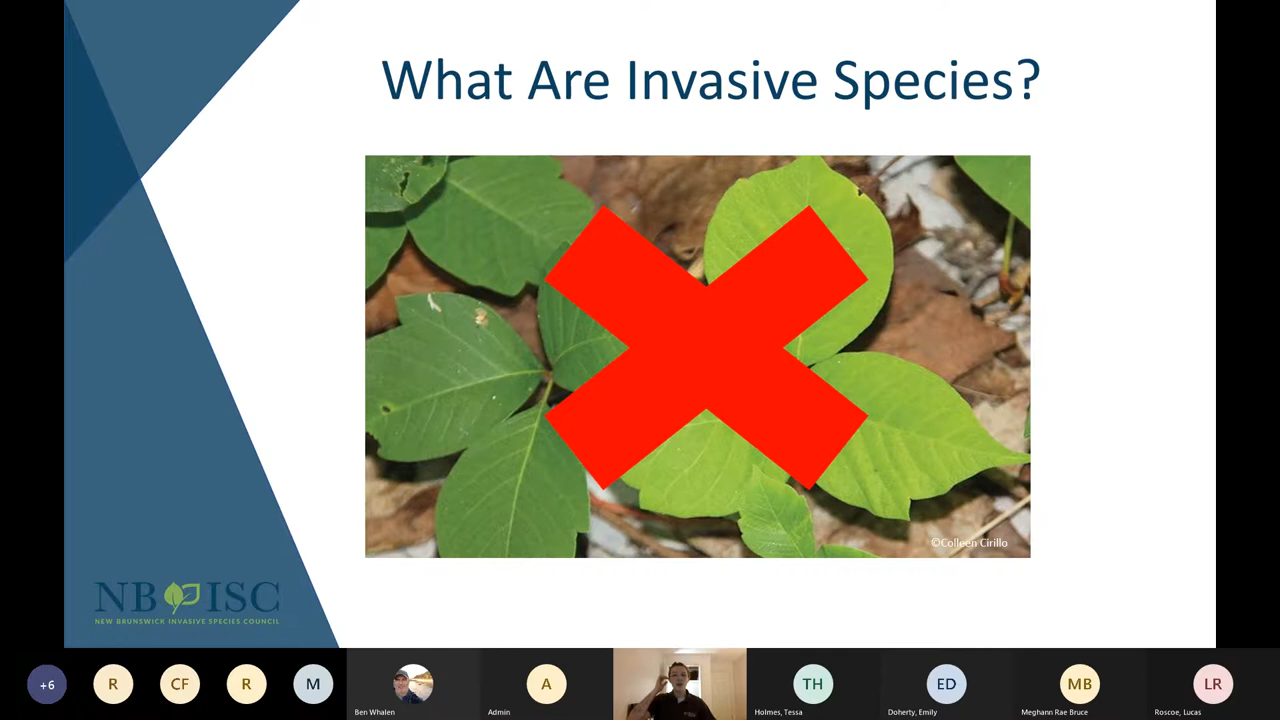 What Are Invasive Species?
©Colleen Cirillo
NB ISC
NEW BRUNSWICK INVASIVE SPECIES COUNCIL
+6
R
CF
R
M
Ben Whalen
A
Admin
TH
Holmes, Tessa
ED
Doherty, Emily
MB
Meghann Rae Bruce
LR
Roscoe, Lucas